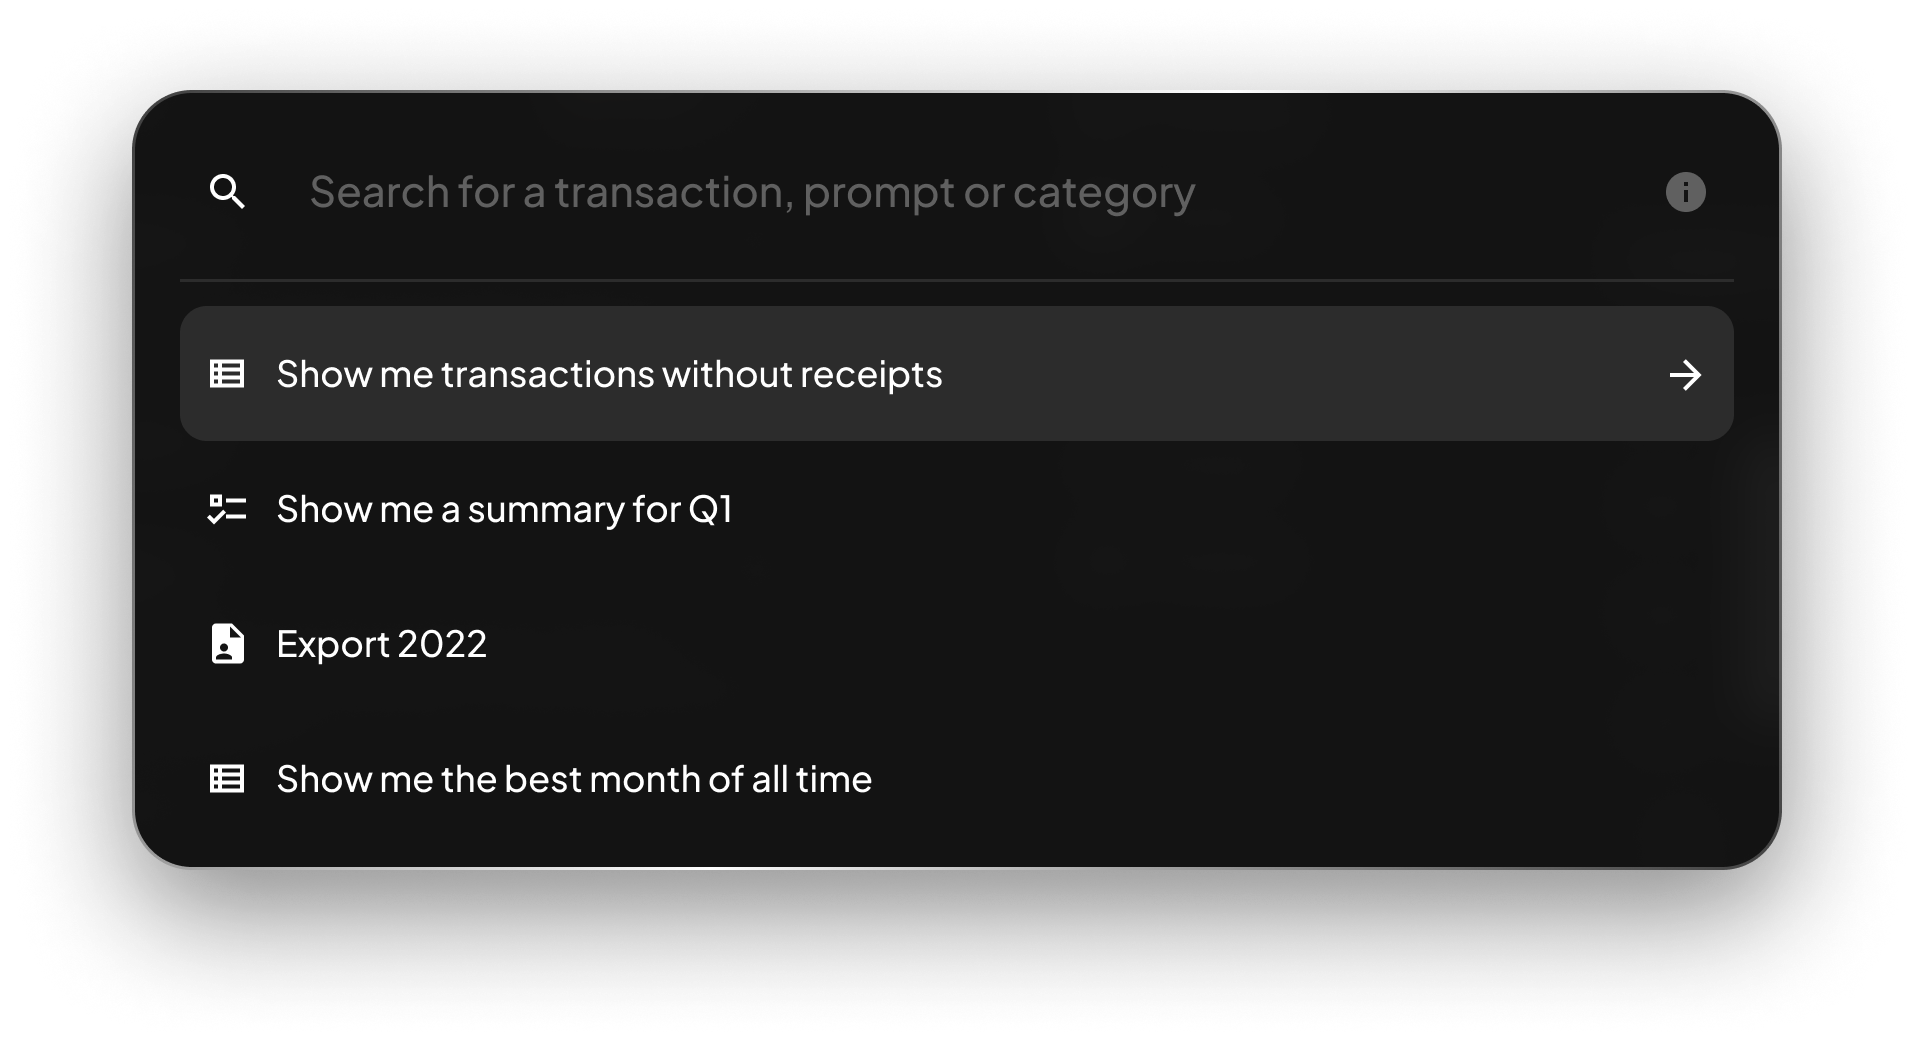 Search for a transaction, prompt or category
Show me transactions without receipts
Show me a summary for Q1
Export 2022
Show me the best month of all time